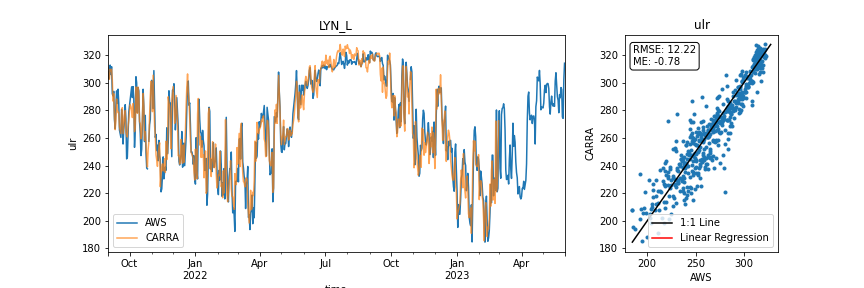 LYN_L
ulr
320
300
280
260
240
220
200
180
ulr
AWS
CARRA
Oct
Jan
2022
Apr
Jul
Oct
Jan
2023
Apr
time
ulr
RMSE: 12.22
ME: -0.78
CARRA
320
300
280
260
240
220
200
180
1:1 Line
Linear Regression
200
250
300
AWS